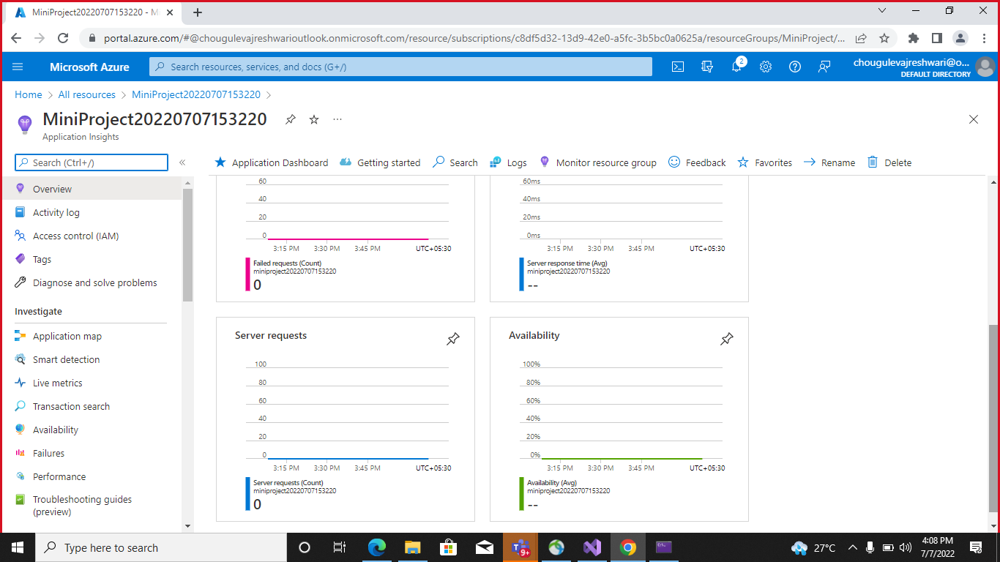 MiniProject20220707153220 - Mi
portal.azure.com/#@chougulevajreshwarioutlook.onmicrosoft.com/resource/subscriptions/c8df5d32-13d9-42e0-a5fc-3b5bc0a0625a/resourceGroups/MiniProject/...
Microsoft Azure
Search resources, services, and docs (G+/)
2
chougulevajreshwari@o...
DEFAULT DIRECTORY
Home > All resources > MiniProject20220707153220 >
MiniProject20220707153220
Application Insights
Search (Ctrl+/)
Overview
Activity log
Access control (IAM)
Tags
Diagnose and solve problems
Investigate
Application map
Smart detection
Live metrics
Transaction search
Availability
Failures
Performance
Troubleshooting guides
(preview)
Application Dashboard
Getting started
Search
Logs
Monitor resource group
Feedback
Favorites
Rename
Delete
60
40
20
0
3:15 PM 3:30 PM 3:45 PM UTC+05:30
Failed requests (Count)
miniproject20220707153220
0
60ms
40ms
20ms
0ms
3:15 PM 3:30 PM 3:45 PM UTC+05:30
Server response time (Avg)
miniproject20220707153220
--
Server requests
100
80
60
40
20
0
3:15 PM 3:30 PM 3:45 PM UTC+05:30
Server requests (Count)
miniproject20220707153220
0
Availability
100%
80%
60%
40%
20%
0%
3:15 PM 3:30 PM 3:45 PM UTC+05:30
Availability (Avg)
miniproject20220707153220
--
Type here to search
9+
27°C
4:08 PM
7/7/2022